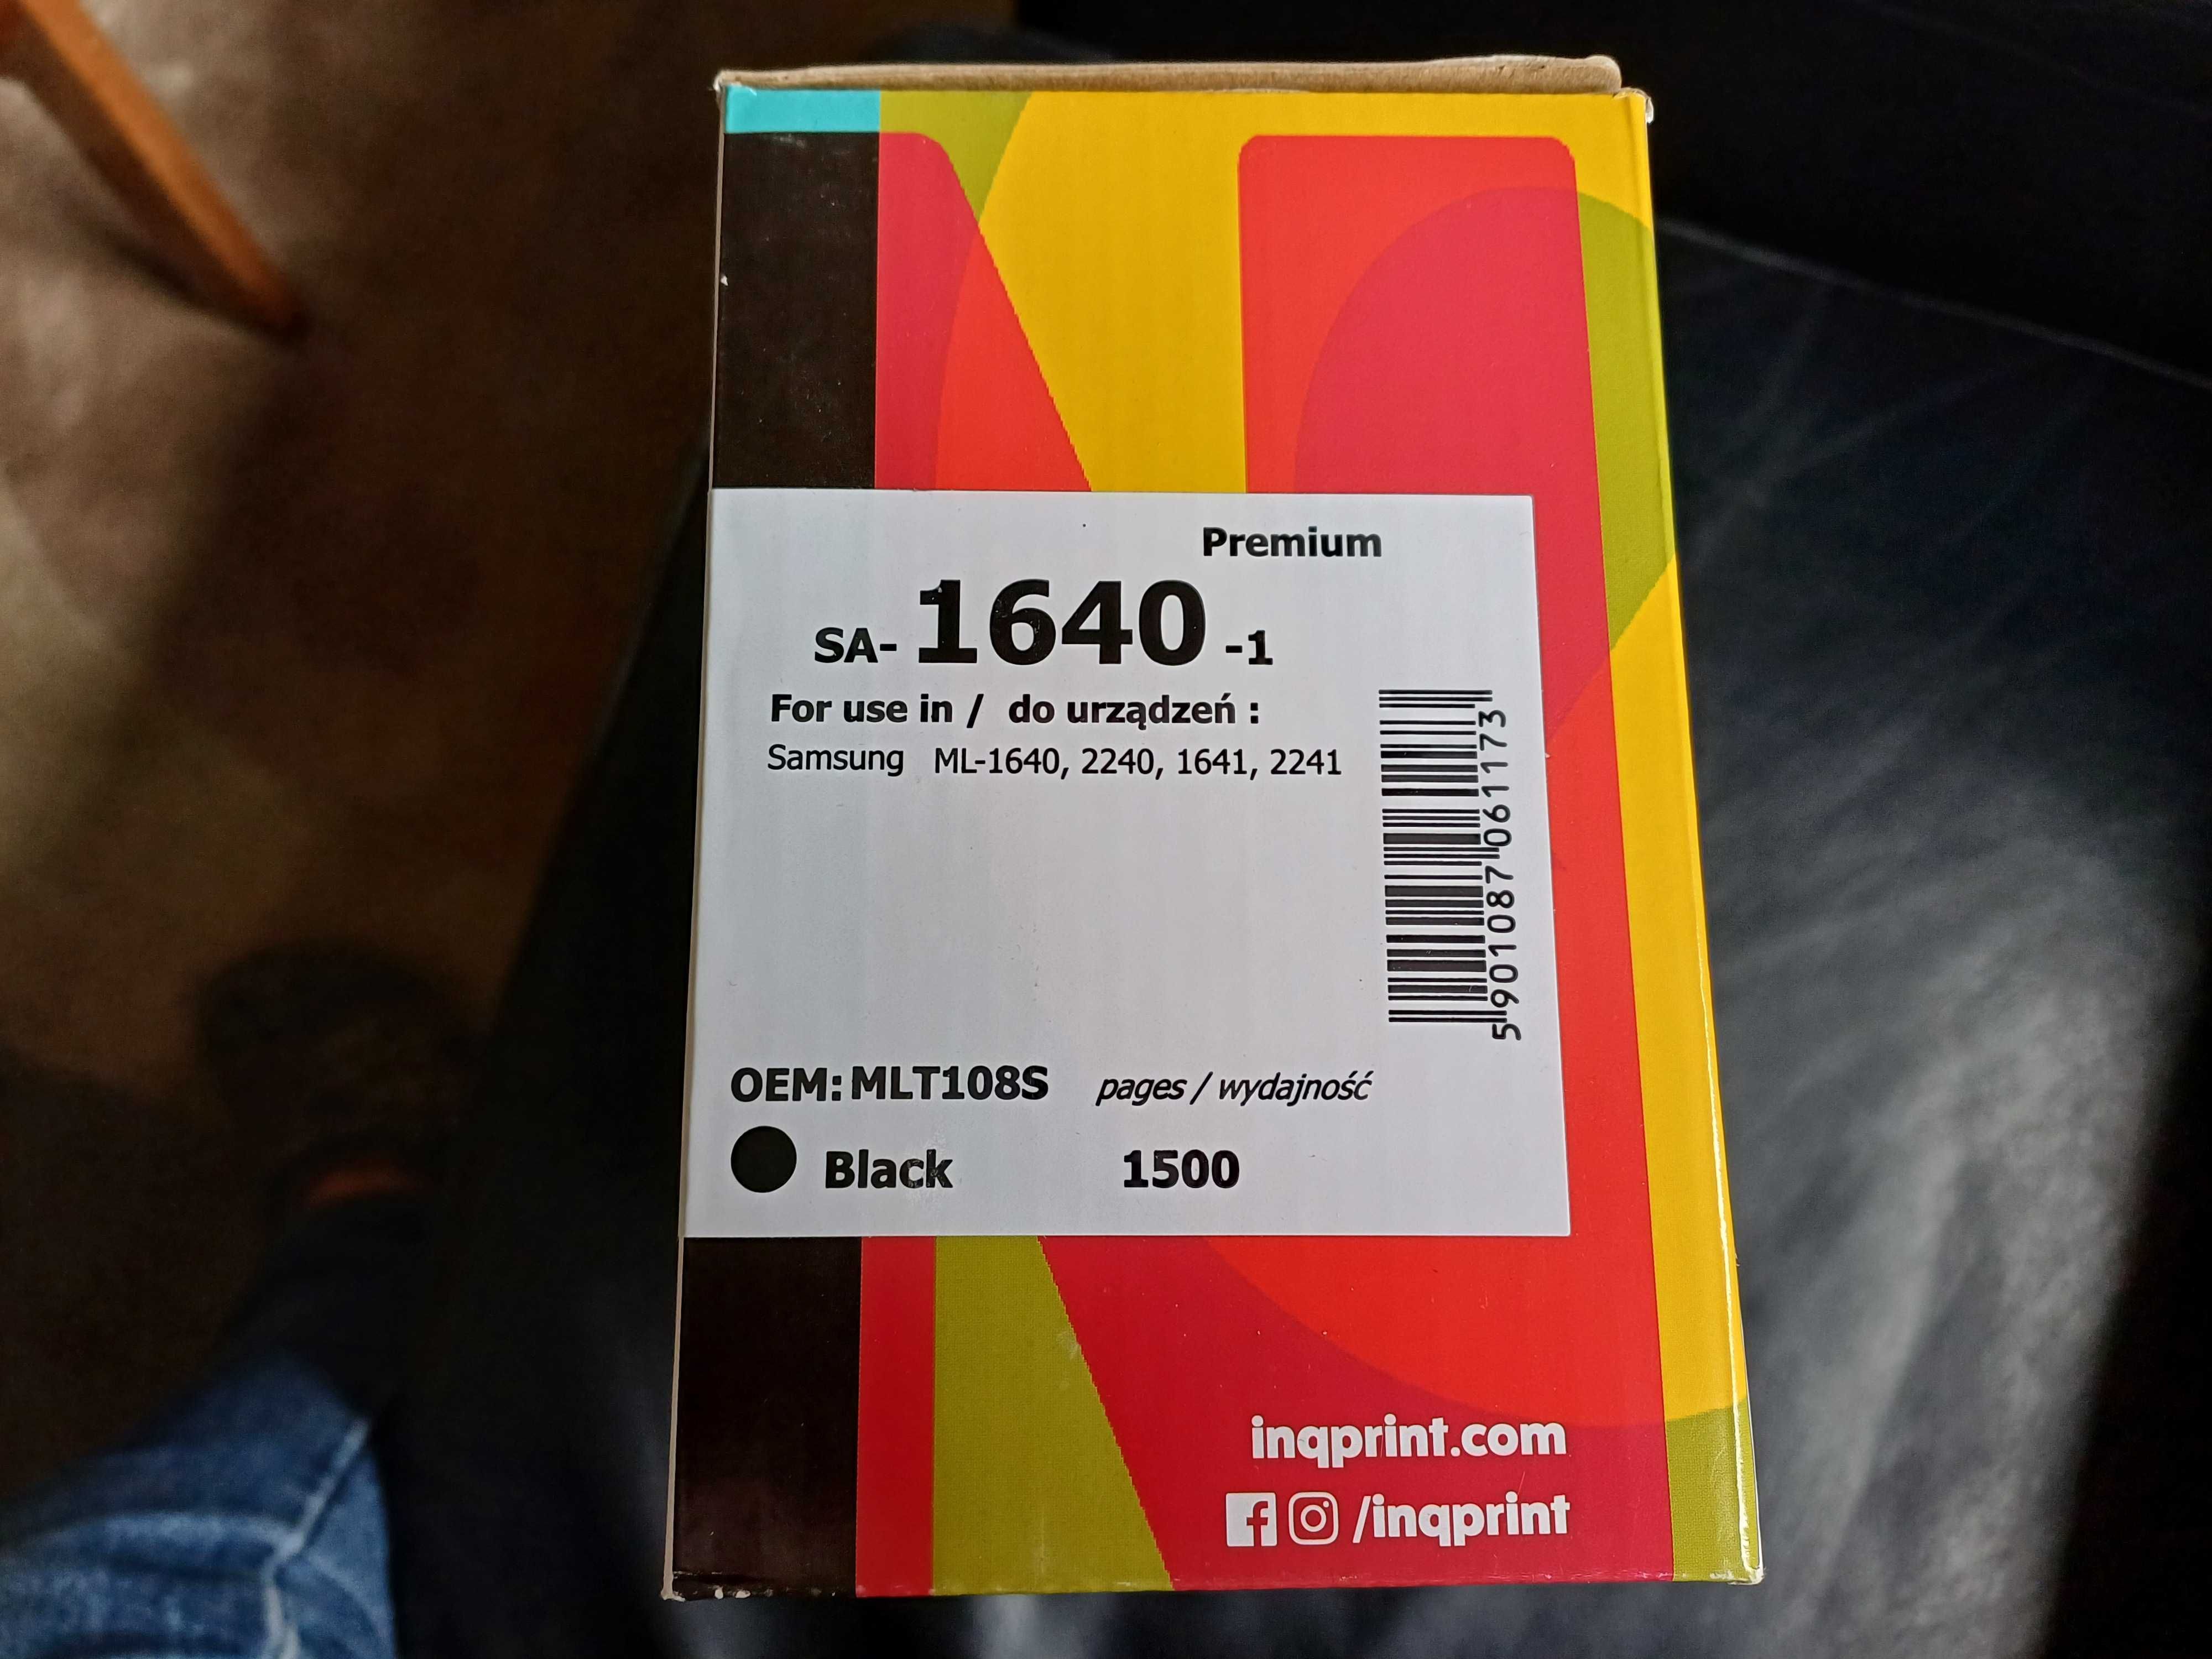 Premium
SA-1640-1
For use in / do urządzeń :
Samsung ML-1640, 2240, 1641, 2241
5901087061173
OEM: MLT108S pages / wydajność
Black 1500
inqprint.com
/inqprint